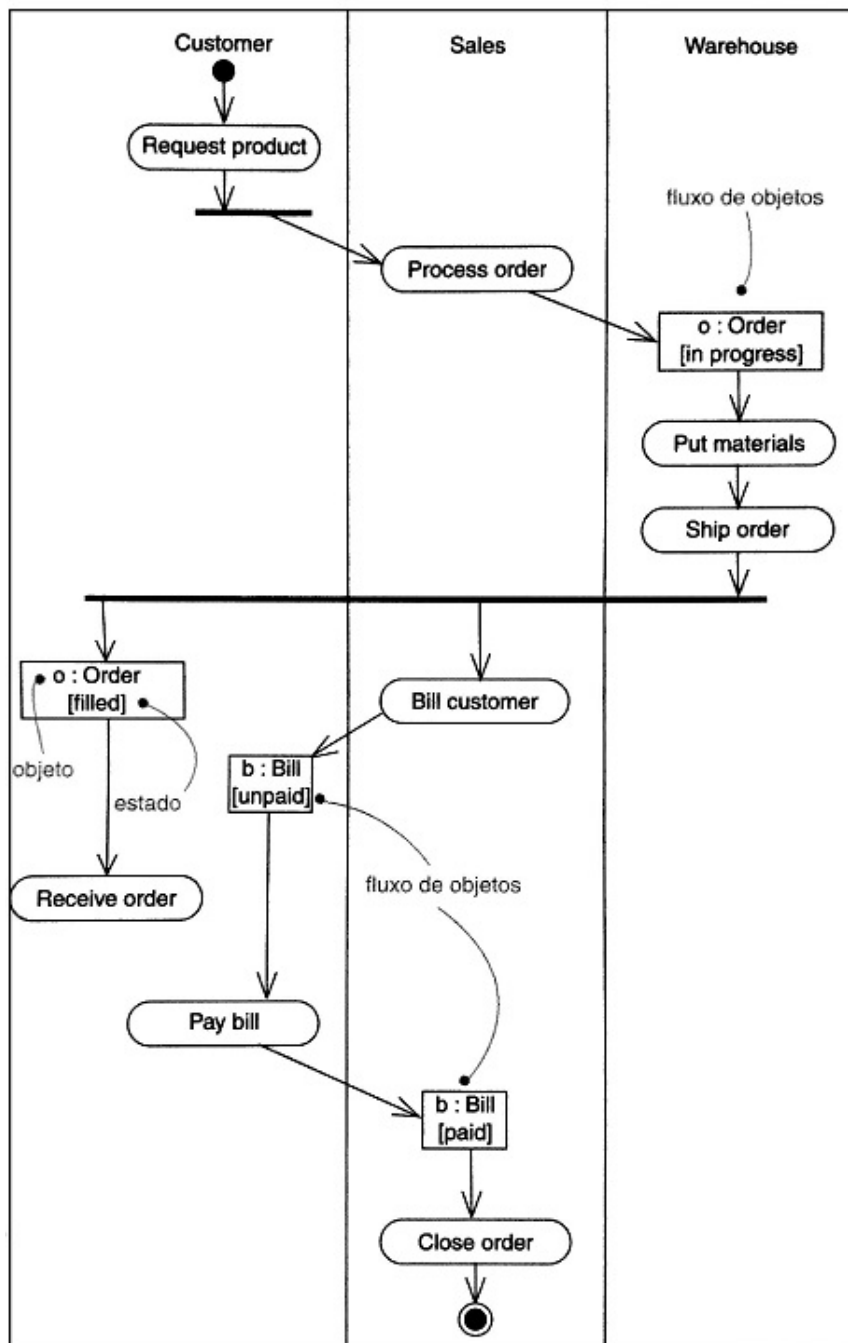 Customer
Sales
Warehouse
Request product
fluxo de objetos
Process order
o : Order
[in progress]
Put materials
Ship order
o : Order
[filled]
Bill customer
objeto
estado
b : Bill
[unpaid]
fluxo de objetos
Receive order
Pay bill
b : Bill
[paid]
Close order